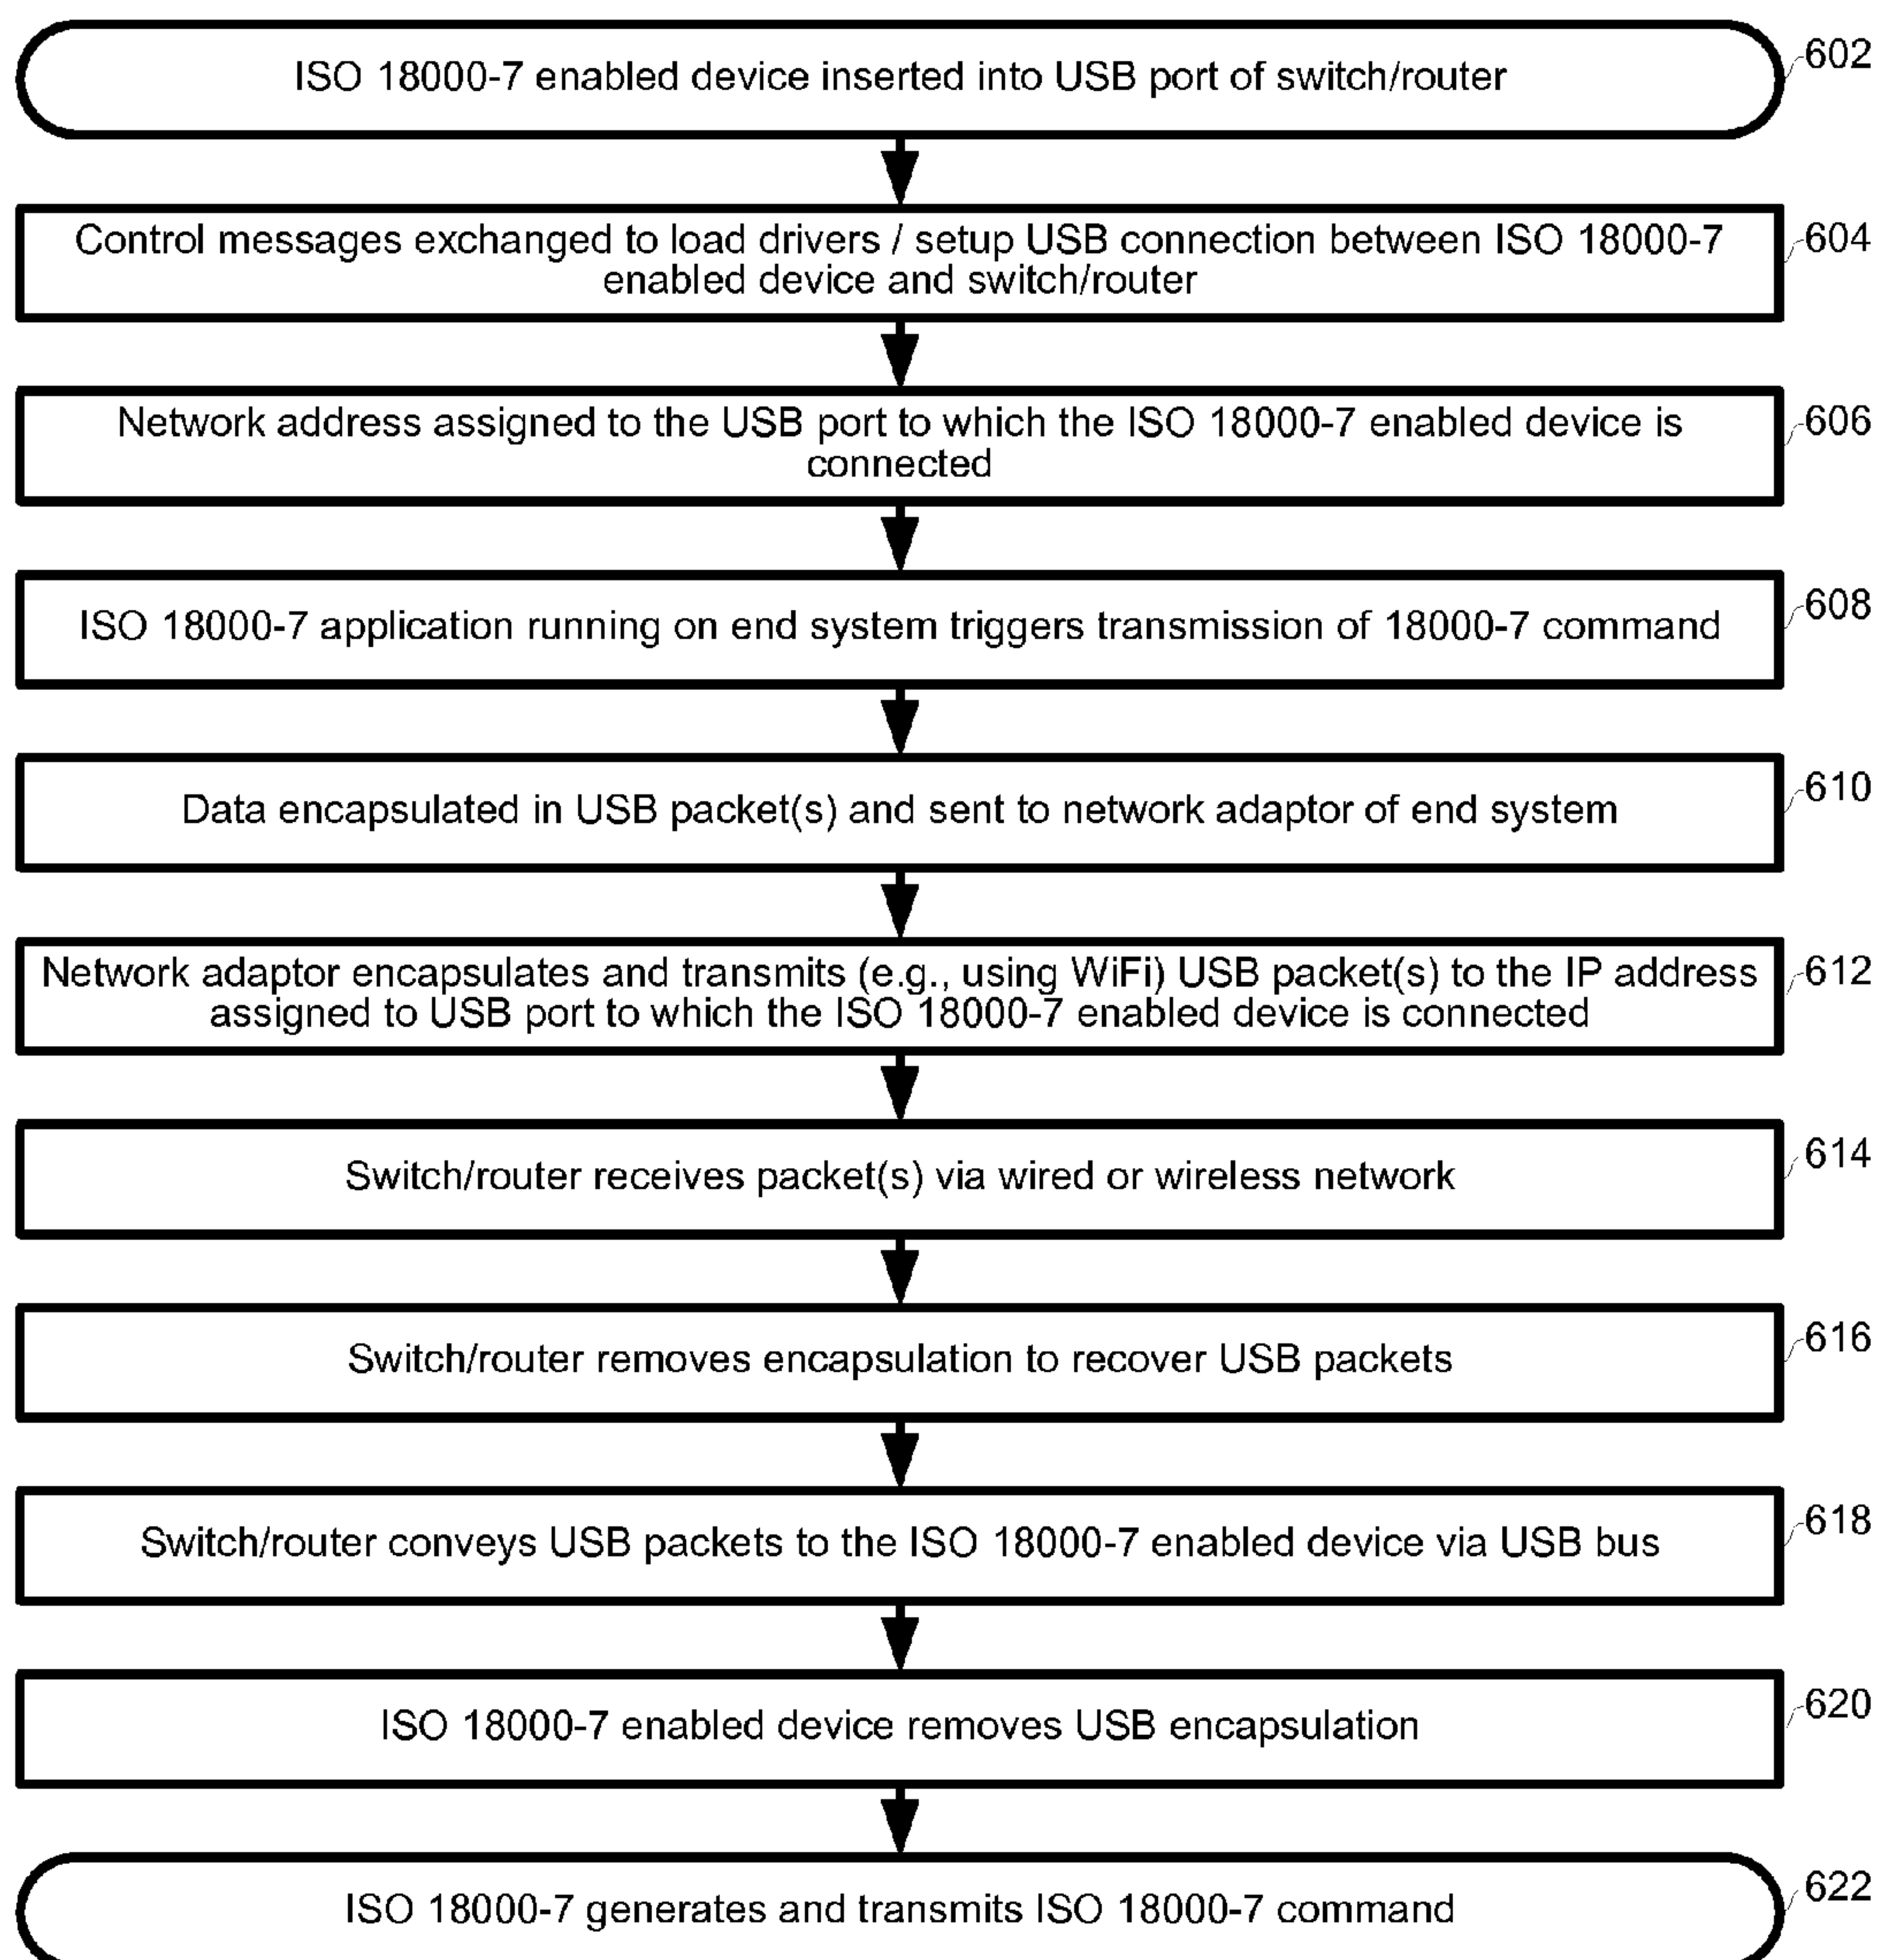 ISO 18000-7 enabled device inserted into USB port of switch/router
602
Control messages exchanged to load drivers / setup USB connection between ISO 18000-7
enabled device and switch/router
604
Network address assigned to the USB port to which the ISO 18000-7 enabled device is
connected
606
ISO 18000-7 application running on end system triggers transmission of 18000-7 command
608
Data encapsulated in USB packet(s) and sent to network adaptor of end system
610
Network adaptor encapsulates and transmits (e.g., using WiFi) USB packet(s) to the IP address
assigned to USB port to which the ISO 18000-7 enabled device is connected
612
Switch/router receives packet(s) via wired or wireless network
614
Switch/router removes encapsulation to recover USB packets
616
Switch/router conveys USB packets to the ISO 18000-7 enabled device via USB bus
618
ISO 18000-7 enabled device removes USB encapsulation
620
ISO 18000-7 generates and transmits ISO 18000-7 command
622